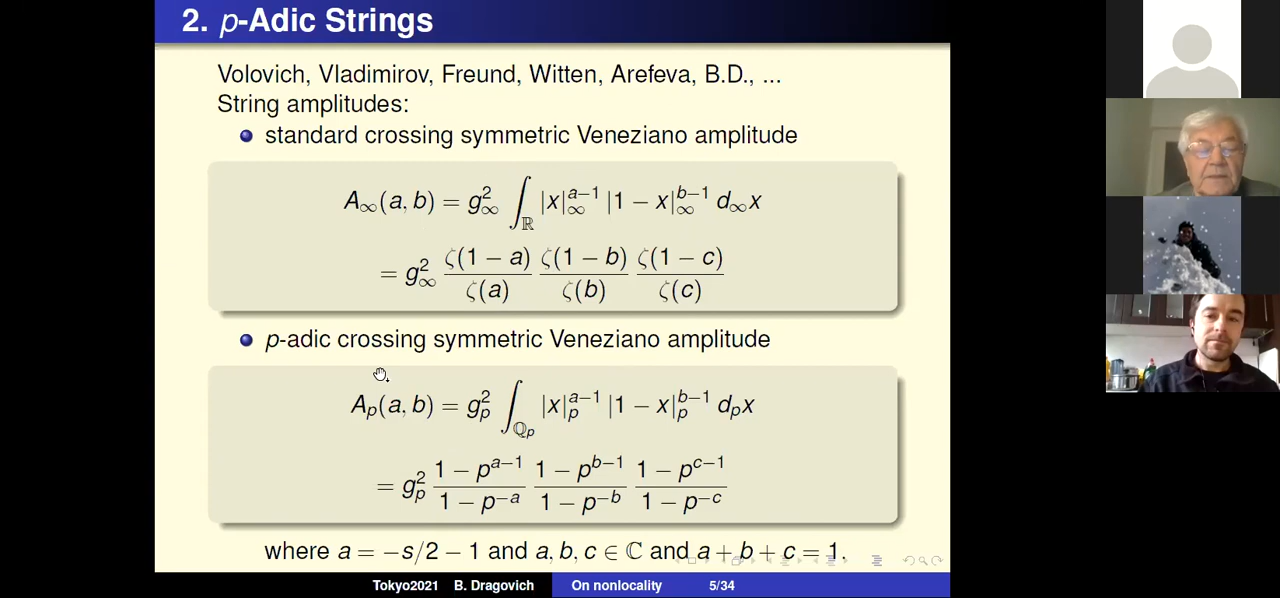 2. p-Adic Strings
Volovich, Vladimirov, Freund, Witten, Arefeva, B.D., ...
String amplitudes:
standard crossing symmetric Veneziano amplitude
A∞(a, b) = g∞² ∫ℝ |x|∞^{a−1} |1 − x|∞^{b−1} d∞x
= g∞² ζ(1 − a)/ζ(a) ζ(1 − b)/ζ(b) ζ(1 − c)/ζ(c)
p-adic crossing symmetric Veneziano amplitude
Aₚ(a, b) = gₚ² ∫ℚₚ |x|ₚ^{a−1} |1 − x|ₚ^{b−1} dₚx
= gₚ² (1 − p^{a−1})/(1 − p^{−a}) (1 − p^{b−1})/(1 − p^{−b}) (1 − p^{c−1})/(1 − p^{−c})
where a = −s/2 − 1 and a, b, c ∈ ℂ and a + b + c = 1.
Tokyo2021 B. Dragovich On nonlocality 5/34